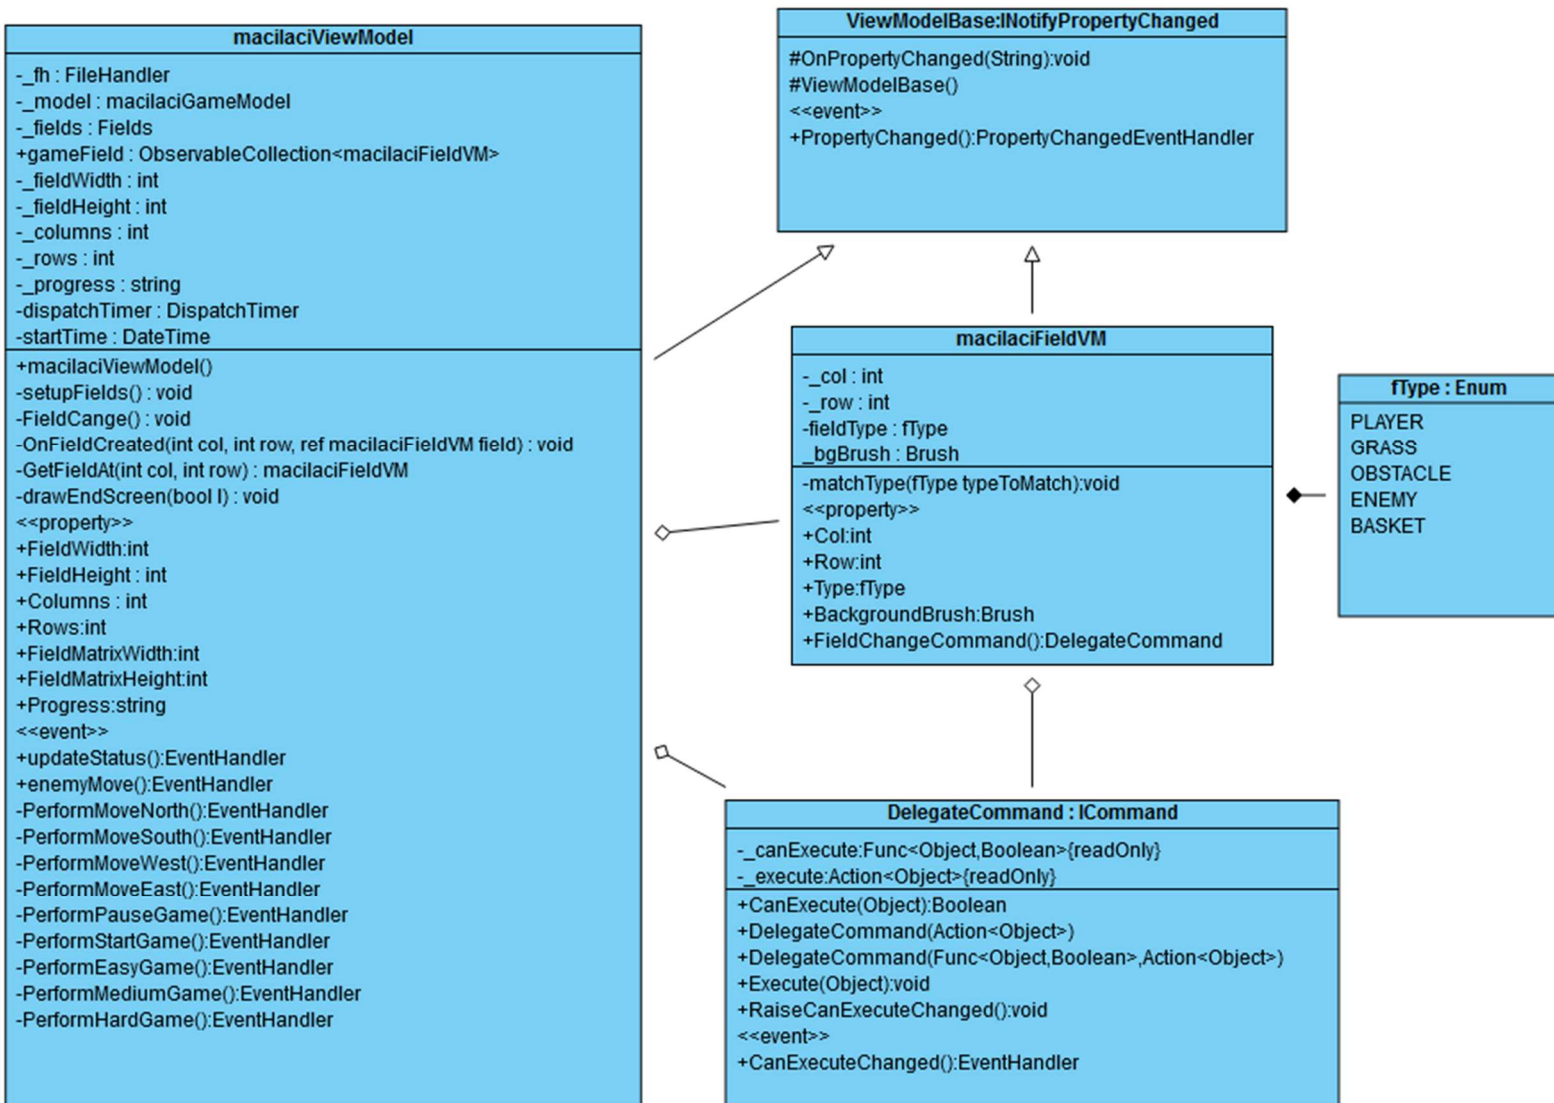 macilaciViewModel
-_fh : FileHandler
-_model : macilaciGameModel
-_fields : Fields
+gameField : ObservableCollection<macilaciFieldVM>
-_fieldWidth : int
-_fieldHeight : int
-_columns : int
-_rows : int
-_progress : string
-dispatchTimer : DispatchTimer
-startTime : DateTime
+macilaciViewModel()
-setupFields() : void
-FieldCange() : void
-OnFieldCreated(int col, int row, ref macilaciFieldVM field) : void
-GetFieldAt(int col, int row) : macilaciFieldVM
-drawEndScreen(bool l) : void
<<property>>
+FieldWidth:int
+FieldHeight : int
+Columns : int
+Rows:int
+FieldMatrixWidth:int
+FieldMatrixHeight:int
+Progress:string
<<event>>
+updateStatus():EventHandler
+enemyMove():EventHandler
-PerformMoveNorth():EventHandler
-PerformMoveSouth():EventHandler
-PerformMoveWest():EventHandler
-PerformMoveEast():EventHandler
-PerformPauseGame():EventHandler
-PerformStartGame():EventHandler
-PerformEasyGame():EventHandler
-PerformMediumGame():EventHandler
-PerformHardGame():EventHandler
ViewModelBase:INotifyPropertyChanged
#OnPropertyChanged(String):void
#ViewModelBase()
<<event>>
+PropertyChanged():PropertyChangedEventHandler
macilaciFieldVM
-_col : int
-_row : int
-fieldType : fType
_bgBrush : Brush
-matchType(fType typeToMatch):void
<<property>>
+Col:int
+Row:int
+Type:fType
+BackgroundBrush:Brush
+FieldChangeCommand():DelegateCommand
fType : Enum
PLAYER
GRASS
OBSTACLE
ENEMY
BASKET
DelegateCommand : ICommand
-_canExecute:Func<Object,Boolean>{readOnly}
-_execute:Action<Object>{readOnly}
+CanExecute(Object):Boolean
+DelegateCommand(Action<Object>)
+DelegateCommand(Func<Object,Boolean>,Action<Object>)
+Execute(Object):void
+RaiseCanExecuteChanged():void
<<event>>
+CanExecuteChanged():EventHandler